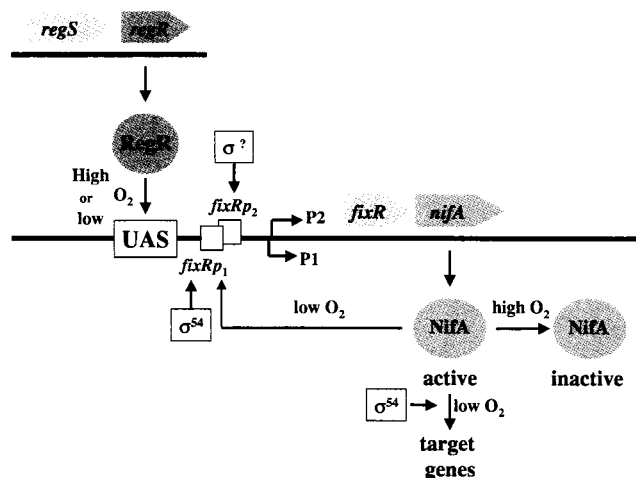 regS regR
RegR
σ ?
High or low O₂
fixRp₂
P2
fixR nifA
UAS
P1
fixRp₁
σ⁵⁴
low O₂
NifA
high O₂
NifA
active
inactive
σ⁵⁴
low O₂
target
genes